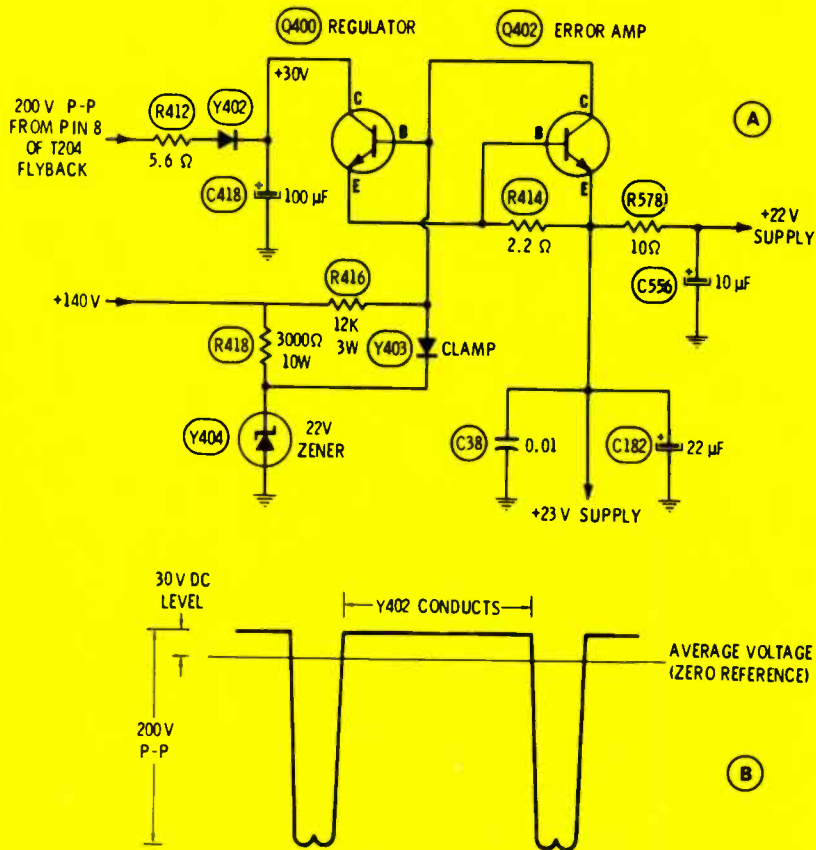 Q400 REGULATOR
Q402 ERROR AMP
A
+30V
200 V P-P
FROM PIN 8
OF T204
FLYBACK
R412
5.6 Ω
Y402
C
B
E
C
B
E
C418
+
100 µF
R414
2.2 Ω
R578
10Ω
+22V
SUPPLY
C556
+
10 µF
+140 V
R416
12K
3W
R418
3000Ω
10W
Y403
CLAMP
Y404
22V
ZENER
C38
0.01
C182
+
22 µF
+23 V SUPPLY
30 V DC
LEVEL
Y402 CONDUCTS
AVERAGE VOLTAGE
(ZERO REFERENCE)
200 V
P-P
B